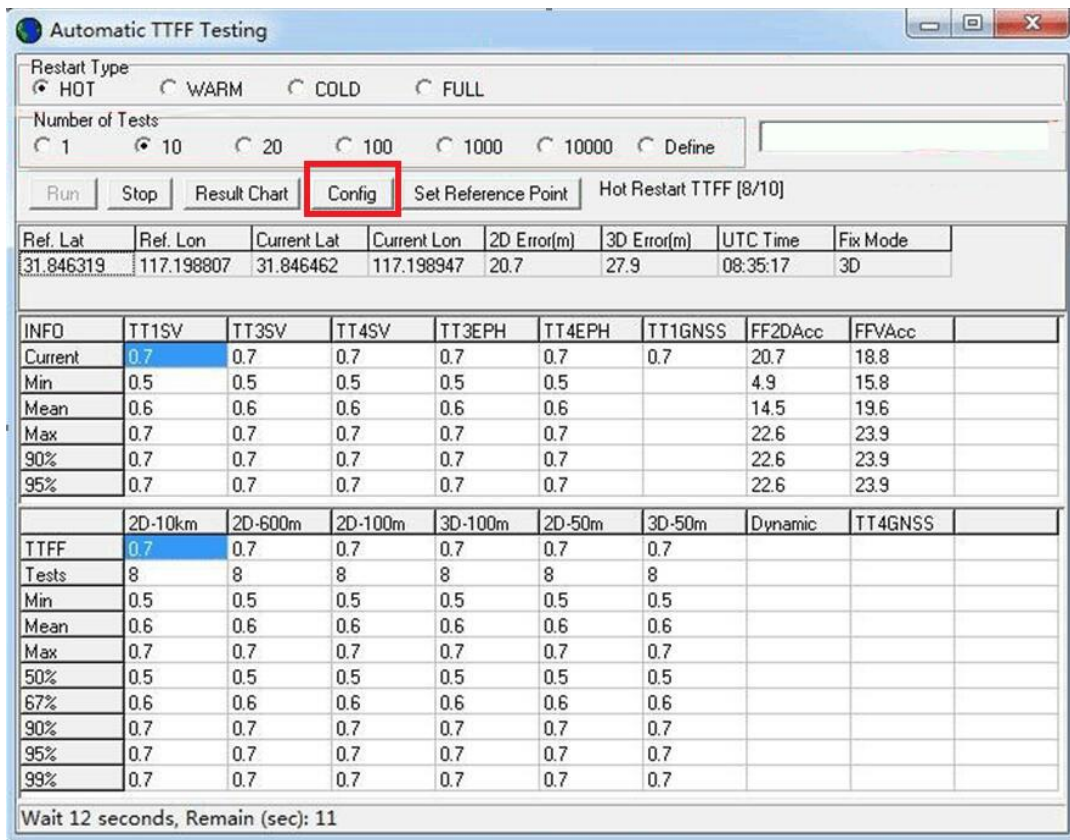 Automatic TTFF Testing
Restart Type
HOT WARM COLD FULL
Number of Tests
1 10 20 100 1000 10000 Define
Run Stop Result Chart Config Set Reference Point Hot Restart TTFF [8/10]
Ref. Lat Ref. Lon Current Lat Current Lon 2D Error(m) 3D Error(m) UTC Time Fix Mode
31.846319 117.198807 31.846462 117.198947 20.7 27.9 08:35:17 3D
INFO TT1SV TT3SV TT4SV TT3EPH TT4EPH TT1GNSS FF2DAcc FFVAcc
Current 0.7 0.7 0.7 0.7 0.7 0.7 20.7 18.8
Min 0.5 0.5 0.5 0.5 0.5 4.9 15.8
Mean 0.6 0.6 0.6 0.6 0.6 14.5 19.6
Max 0.7 0.7 0.7 0.7 0.7 22.6 23.9
90% 0.7 0.7 0.7 0.7 0.7 22.6 23.9
95% 0.7 0.7 0.7 0.7 0.7 22.6 23.9
2D-10km 2D-600m 2D-100m 3D-100m 2D-50m 3D-50m Dynamic TT4GNSS
TTFF 0.7 0.7 0.7 0.7 0.7 0.7
Tests 8 8 8 8 8 8
Min 0.5 0.5 0.5 0.5 0.5 0.5
Mean 0.6 0.6 0.6 0.6 0.6 0.6
Max 0.7 0.7 0.7 0.7 0.7 0.7
50% 0.5 0.5 0.5 0.5 0.5 0.5
67% 0.6 0.6 0.6 0.6 0.6 0.6
90% 0.7 0.7 0.7 0.7 0.7 0.7
95% 0.7 0.7 0.7 0.7 0.7 0.7
99% 0.7 0.7 0.7 0.7 0.7 0.7
Wait 12 seconds, Remain (sec): 11